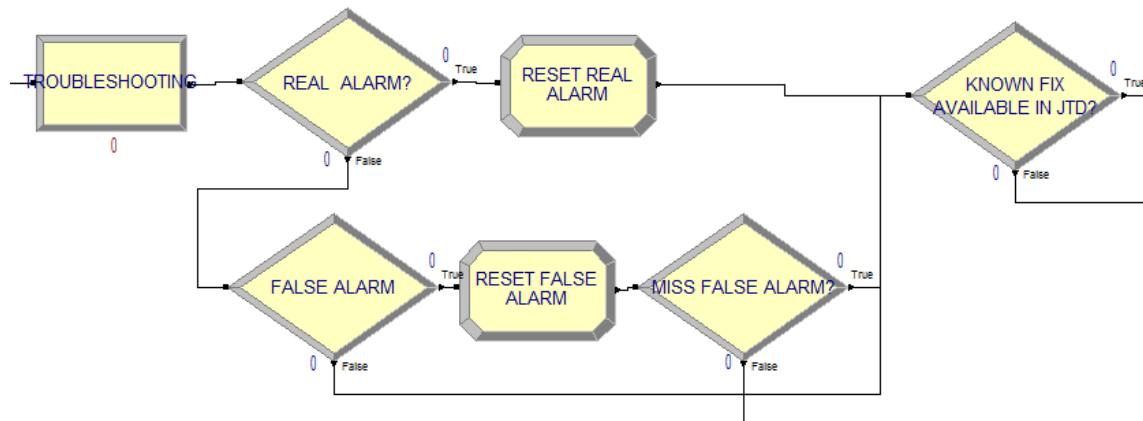 TROUBLESHOOTING
0
REAL ALARM?
0
True
0
False
RESET REAL
ALARM
KNOWN FIX
AVAILABLE IN JTD?
0
True
0
False
FALSE ALARM
0
True
0
False
RESET FALSE
ALARM
MISS FALSE ALARM?
0
True
0
False